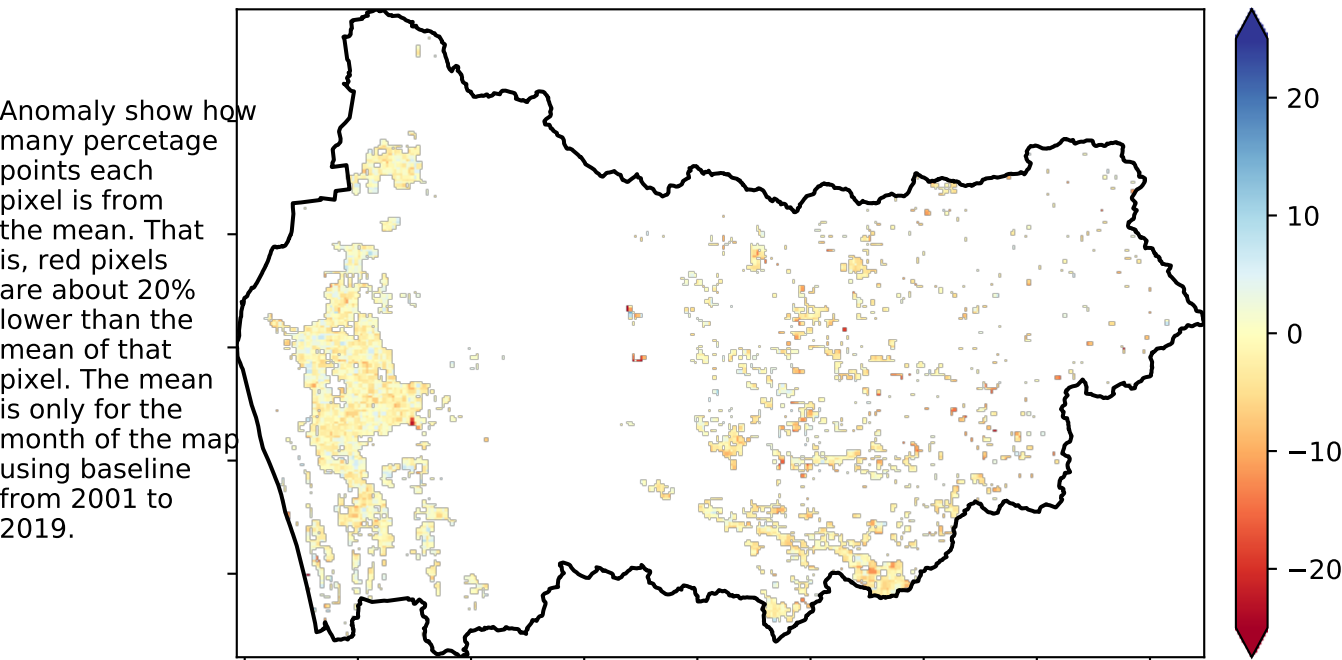 Anomaly show how
many percetage
points each
pixel is from
the mean. That
is, red pixels
are about 20%
lower than the
mean of that
pixel. The mean
is only for the
month of the map
using baseline
from 2001 to
2019.
20
10
0
−10
−20